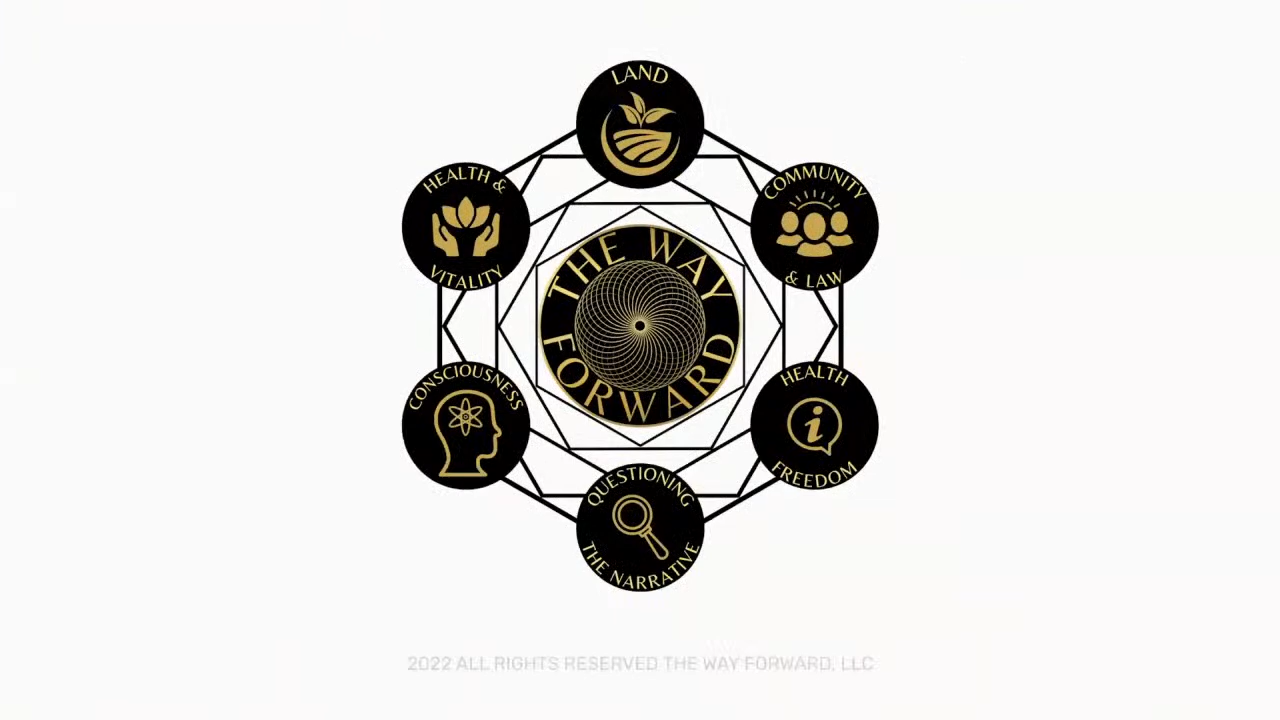 LAND
HEALTH &
VITALITY
COMMUNITY
& LAW
THE WAY
FORWARD
CONSCIOUSNESS
HEALTH
FREEDOM
QUESTIONING
THE NARRATIVE
2022 ALL RIGHTS RESERVED THE WAY FORWARD, LLC